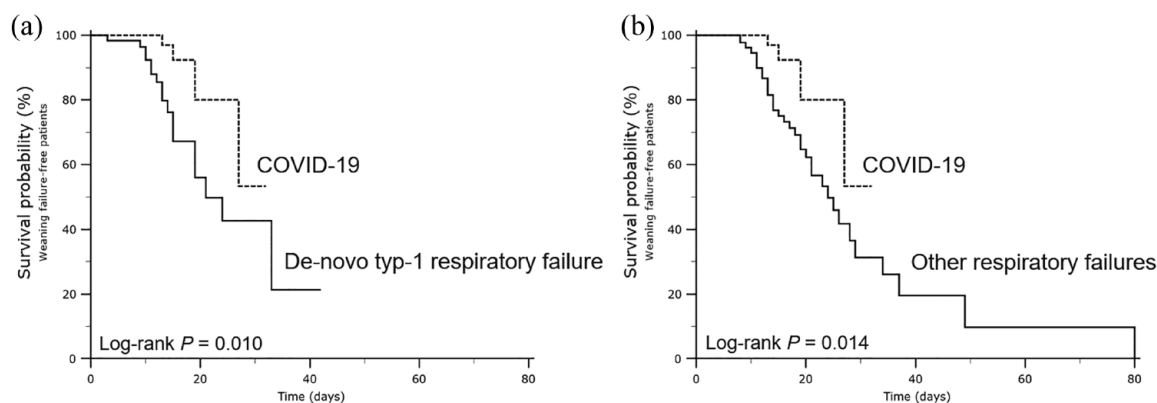 (a)
Survival probability (%)
Weaning failure-free patients
100
80
60
40
20
0
COVID-19
De-novo typ-1 respiratory failure
Log-rank P = 0.010
0 20 40 60 80
Time (days)
(b)
Survival probability (%)
Weaning failure-free patients
100
80
60
40
20
0
COVID-19
Other respiratory failures
Log-rank P = 0.014
0 20 40 60 80
Time (days)